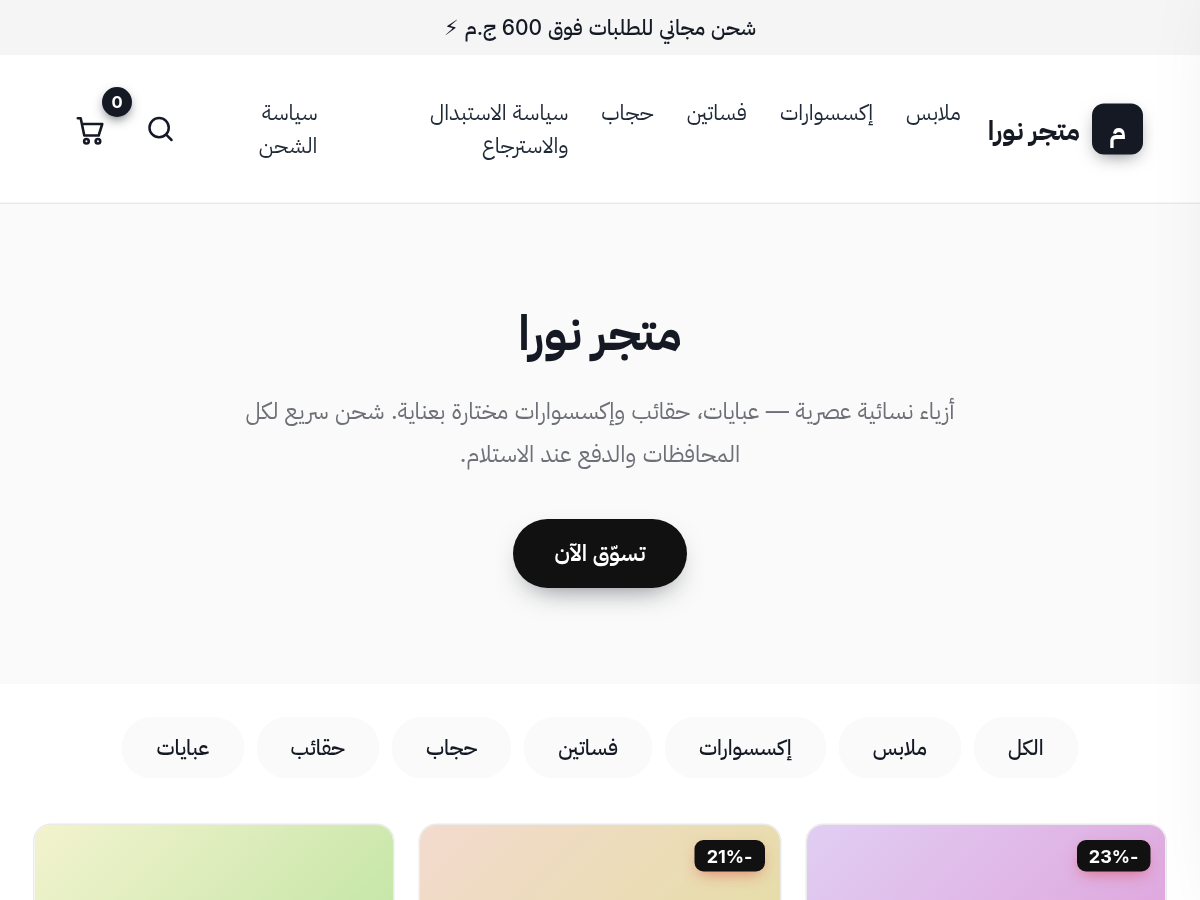 شحن مجاني للطلبات فوق 600 ج.م ⚡
م
متجر نورا
ملابس
إكسسوارات
فساتين
حجاب
سياسة الاستبدال
والاسترجاع
سياسة
الشحن
0
متجر نورا
أزياء نسائية عصرية — عبايات، حقائب وإكسسوارات مختارة بعناية. شحن سريع لكل
المحافظات والدفع عند الاستلام.
تسوّق الآن
الكل
ملابس
إكسسوارات
فساتين
حجاب
حقائب
عبايات
-23%
-21%